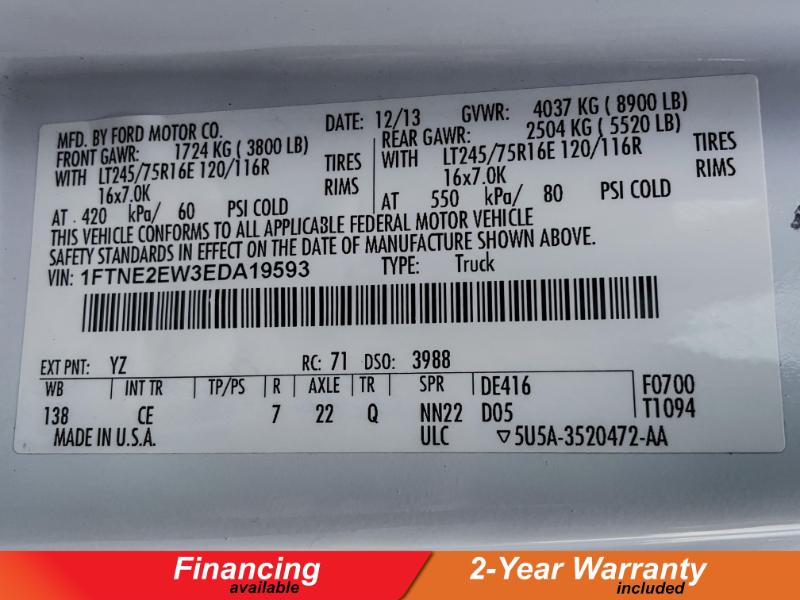 MFD. BY FORD MOTOR CO. DATE: 12/13 GVWR: 4037 KG ( 8900 LB)
FRONT GAWR: 1724 KG ( 3800 LB) REAR GAWR: 2504 KG ( 5520 LB)
WITH LT245/75R16E 120/116R TIRES WITH LT245/75R16E 120/116R TIRES
16x7.0K RIMS 16x7.0K RIMS
AT 420 kPa/ 60 PSI COLD AT 550 kPa/ 80 PSI COLD
THIS VEHICLE CONFORMS TO ALL APPLICABLE FEDERAL MOTOR VEHICLE
SAFETY STANDARDS IN EFFECT ON THE DATE OF MANUFACTURE SHOWN ABOVE.
VIN: 1FTNE2EW3EDA19593 TYPE: Truck
EXT PNT: YZ RC: 71 DSO: 3988
WB INT TR TP/PS R AXLE TR SPR DE416 F0700
138 CE 7 22 Q NN22 D05 T1094
MADE IN U.S.A. ULC ▽5U5A-3520472-AA
Financing 2-Year Warranty
available included